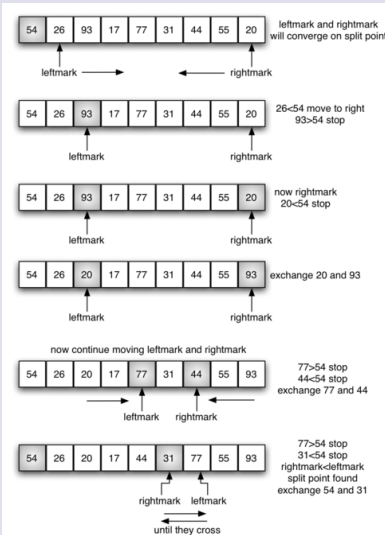 54 26 93 17 77 31 44 55 20
leftmark and rightmark
will converge on split point
leftmark rightmark
54 26 93 17 77 31 44 55 20
26<54 move to right
93>54 stop
leftmark rightmark
54 26 93 17 77 31 44 55 20
now rightmark
20<54 stop
leftmark rightmark
54 26 20 17 77 31 44 55 93
exchange 20 and 93
leftmark rightmark
now continue moving leftmark and rightmark
54 26 20 17 77 31 44 55 93
77>54 stop
44<54 stop
exchange 77 and 44
leftmark rightmark
54 26 20 17 44 31 77 55 93
77>54 stop
31<54 stop
rightmark<leftmark
split point found
exchange 54 and 31
rightmark leftmark
until they cross